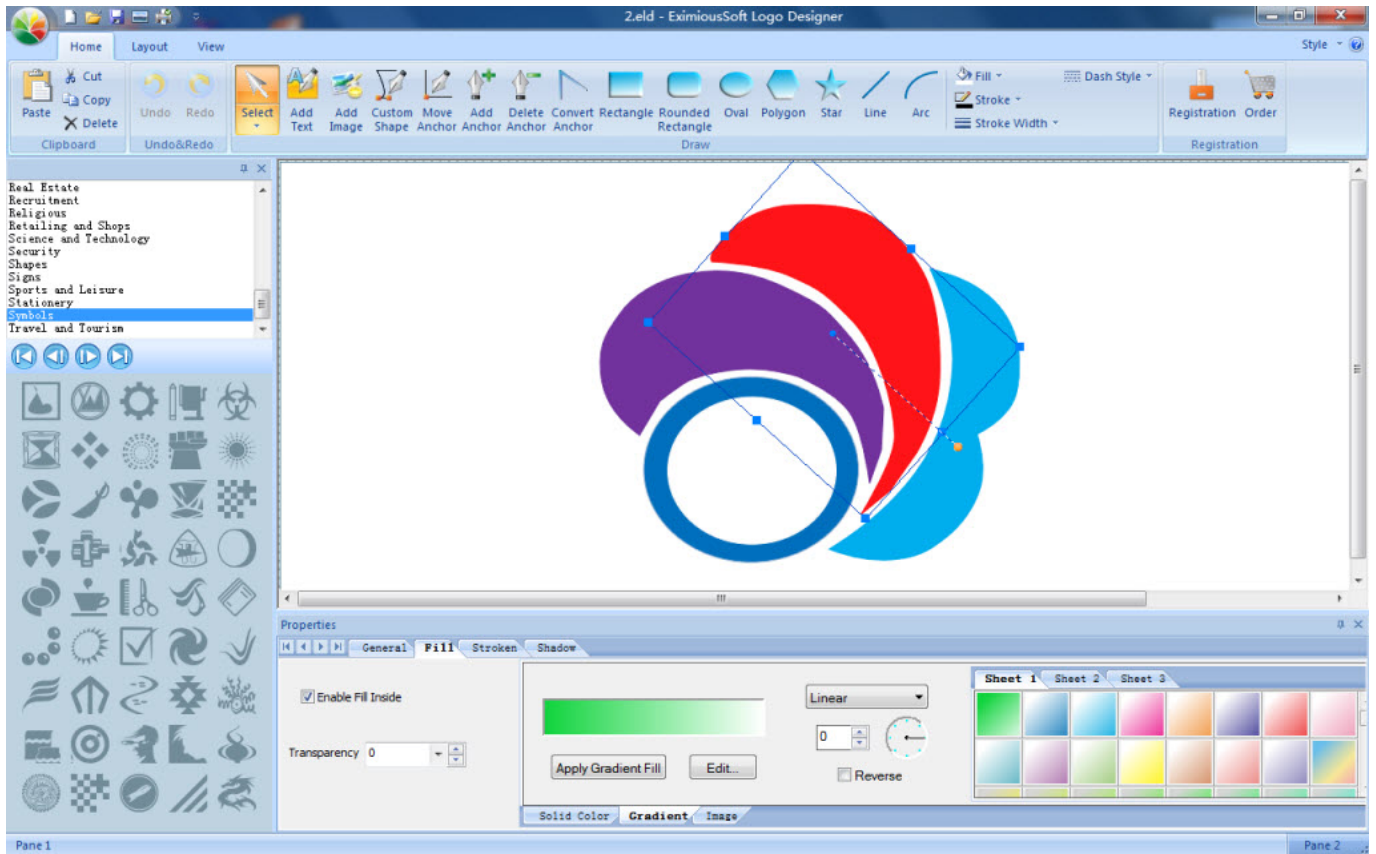 2.eld - EximiousSoft Logo Designer
Home Layout View
Style
Paste
Cut
Copy
Delete
Clipboard
Undo Redo
Undo&Redo
Select
Add Text
Add Image
Custom Shape
Move Anchor
Add Anchor
Delete Anchor
Convert Anchor
Rectangle
Rounded Rectangle
Oval
Polygon
Star
Line
Arc
Draw
Fill
Stroke
Stroke Width
Dash Style
Registration Order
Registration
Real Estate
Recruitment
Religious
Retailing and Shops
Science and Technology
Security
Shapes
Signs
Sports and Leisure
Stationery
Symbols
Travel and Tourism
Properties
General Fill Stroken Shadow
Enable Fill Inside
Transparency 0
Apply Gradient Fill
Edit...
Linear
0
Reverse
Sheet 1 Sheet 2 Sheet 3
Solid Color Gradient Image
Pane 1
Pane 2